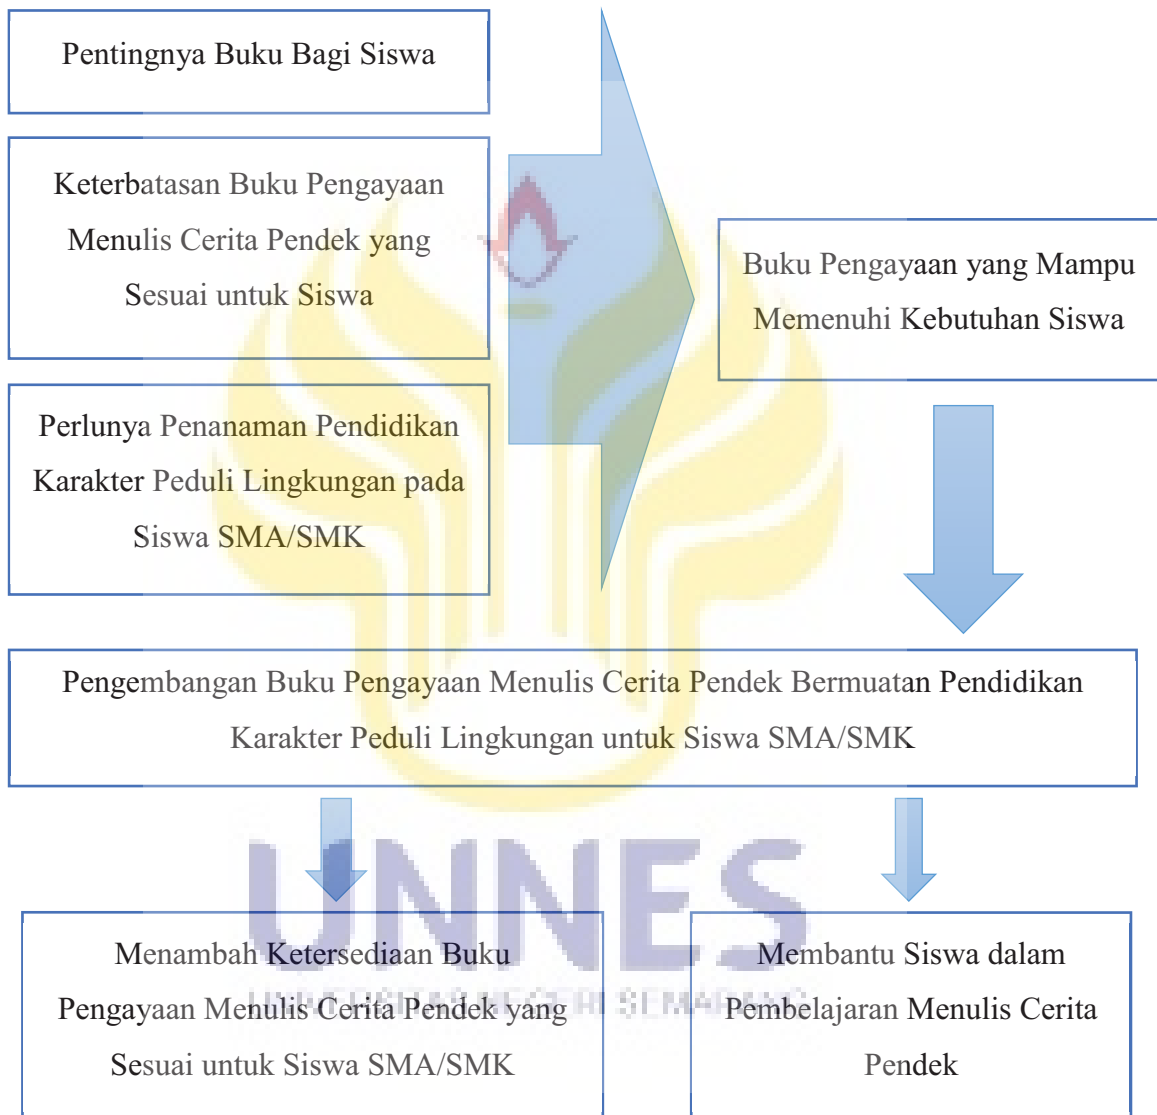 Pentingnya Buku Bagi Siswa
Keterbatasan Buku Pengayaan
Menulis Cerita Pendek yang
Sesuai untuk Siswa
Perlunya Penanaman Pendidikan
Karakter Peduli Lingkungan pada
Siswa SMA/SMK
Buku Pengayaan yang Mampu
Memenuhi Kebutuhan Siswa
Pengembangan Buku Pengayaan Menulis Cerita Pendek Bermuatan Pendidikan
Karakter Peduli Lingkungan untuk Siswa SMA/SMK
UNNES
UNIVERSITAS NEGERI SEMARANG
Menambah Ketersediaan Buku
Pengayaan Menulis Cerita Pendek yang
Sesuai untuk Siswa SMA/SMK
Membantu Siswa dalam
Pembelajaran Menulis Cerita
Pendek